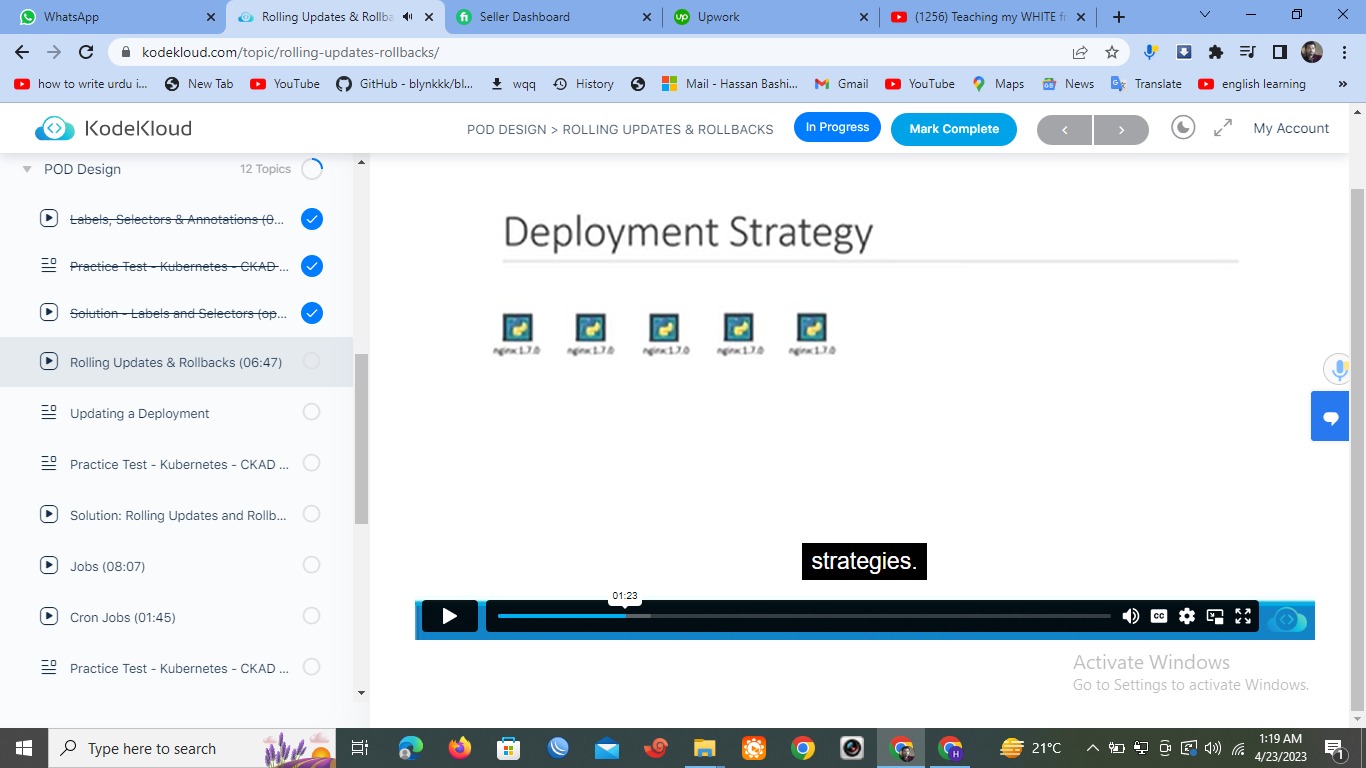 WhatsApp
Rolling Updates & Rollba
Seller Dashboard
Upwork
(1256) Teaching my WHITE fr
kodekloud.com/topic/rolling-updates-rollbacks/
how to write urdu i...
New Tab
YouTube
GitHub - blynkkk/bl...
wqq
History
Mail - Hassan Bashi...
Gmail
YouTube
Maps
News
Translate
english learning
KodeKloud
POD DESIGN > ROLLING UPDATES & ROLLBACKS
In Progress
Mark Complete
My Account
POD Design
12 Topics
Labels, Selectors & Annotations (0...
Practice Test - Kubernetes - CKAD ...
Solution - Labels and Selectors (op...
Rolling Updates & Rollbacks (06:47)
Updating a Deployment
Practice Test - Kubernetes - CKAD ...
Solution: Rolling Updates and Rollb...
Jobs (08:07)
Cron Jobs (01:45)
Practice Test - Kubernetes - CKAD ...
Deployment Strategy
nginx:1.7.0
nginx:1.7.0
nginx:1.7.0
nginx:1.7.0
nginx:1.7.0
strategies.
01:23
CC
Activate Windows
Go to Settings to activate Windows.
Type here to search
21°C
1:19 AM
4/23/2023